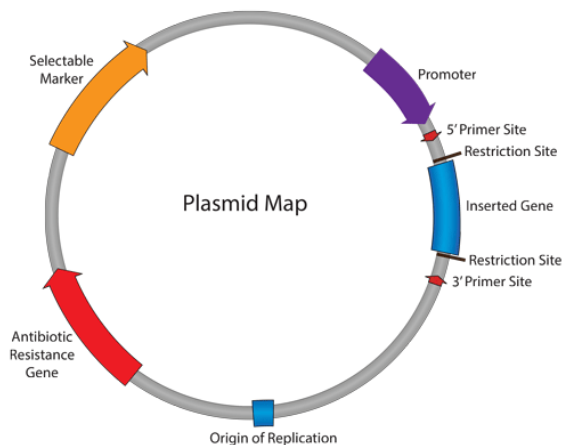 Selectable
Marker
Promoter
5' Primer Site
Restriction Site
Plasmid Map
Inserted Gene
Restriction Site
3' Primer Site
Antibiotic
Resistance
Gene
Origin of Replication